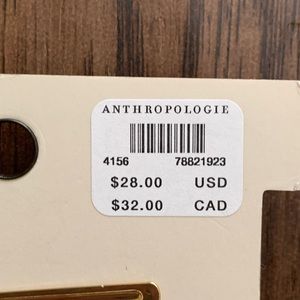 ANTHROPOLOGIE
4156 78821923
$28.00 USD
$32.00 CAD